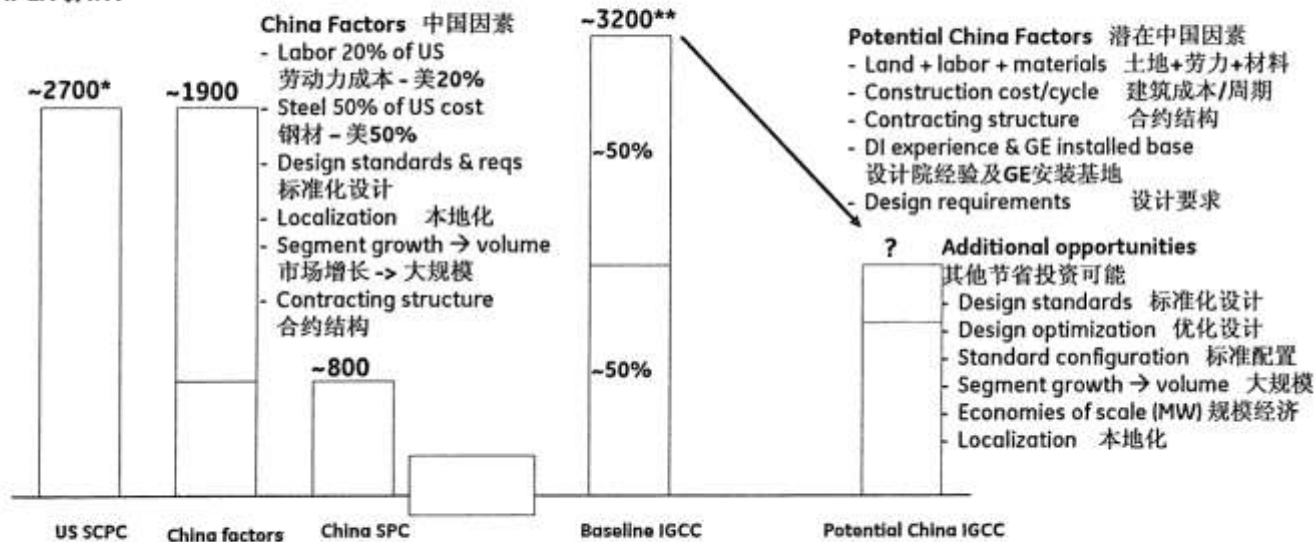 ~2700*
~1900
China Factors 中国因素
- Labor 20% of US
劳动力成本 - 美20%
- Steel 50% of US cost
钢材 – 美50%
- Design standards & reqs
标准化设计
- Localization 本地化
- Segment growth → volume
市场增长 -> 大规模
- Contracting structure
合约结构
~800
~3200**
~50%
~50%
Potential China Factors 潜在中国因素
- Land + labor + materials 土地+劳力+材料
- Construction cost/cycle 建筑成本/周期
- Contracting structure 合约结构
- DI experience & GE installed base
设计院经验及GE安装基地
- Design requirements 设计要求
?
Additional opportunities
其他节省投资可能
- Design standards 标准化设计
- Design optimization 优化设计
- Standard configuration 标准配置
- Segment growth → volume 大规模
- Economies of scale (MW) 规模经济
- Localization 本地化
US SCPC
China factors
China SPC
Baseline IGCC
Potential China IGCC